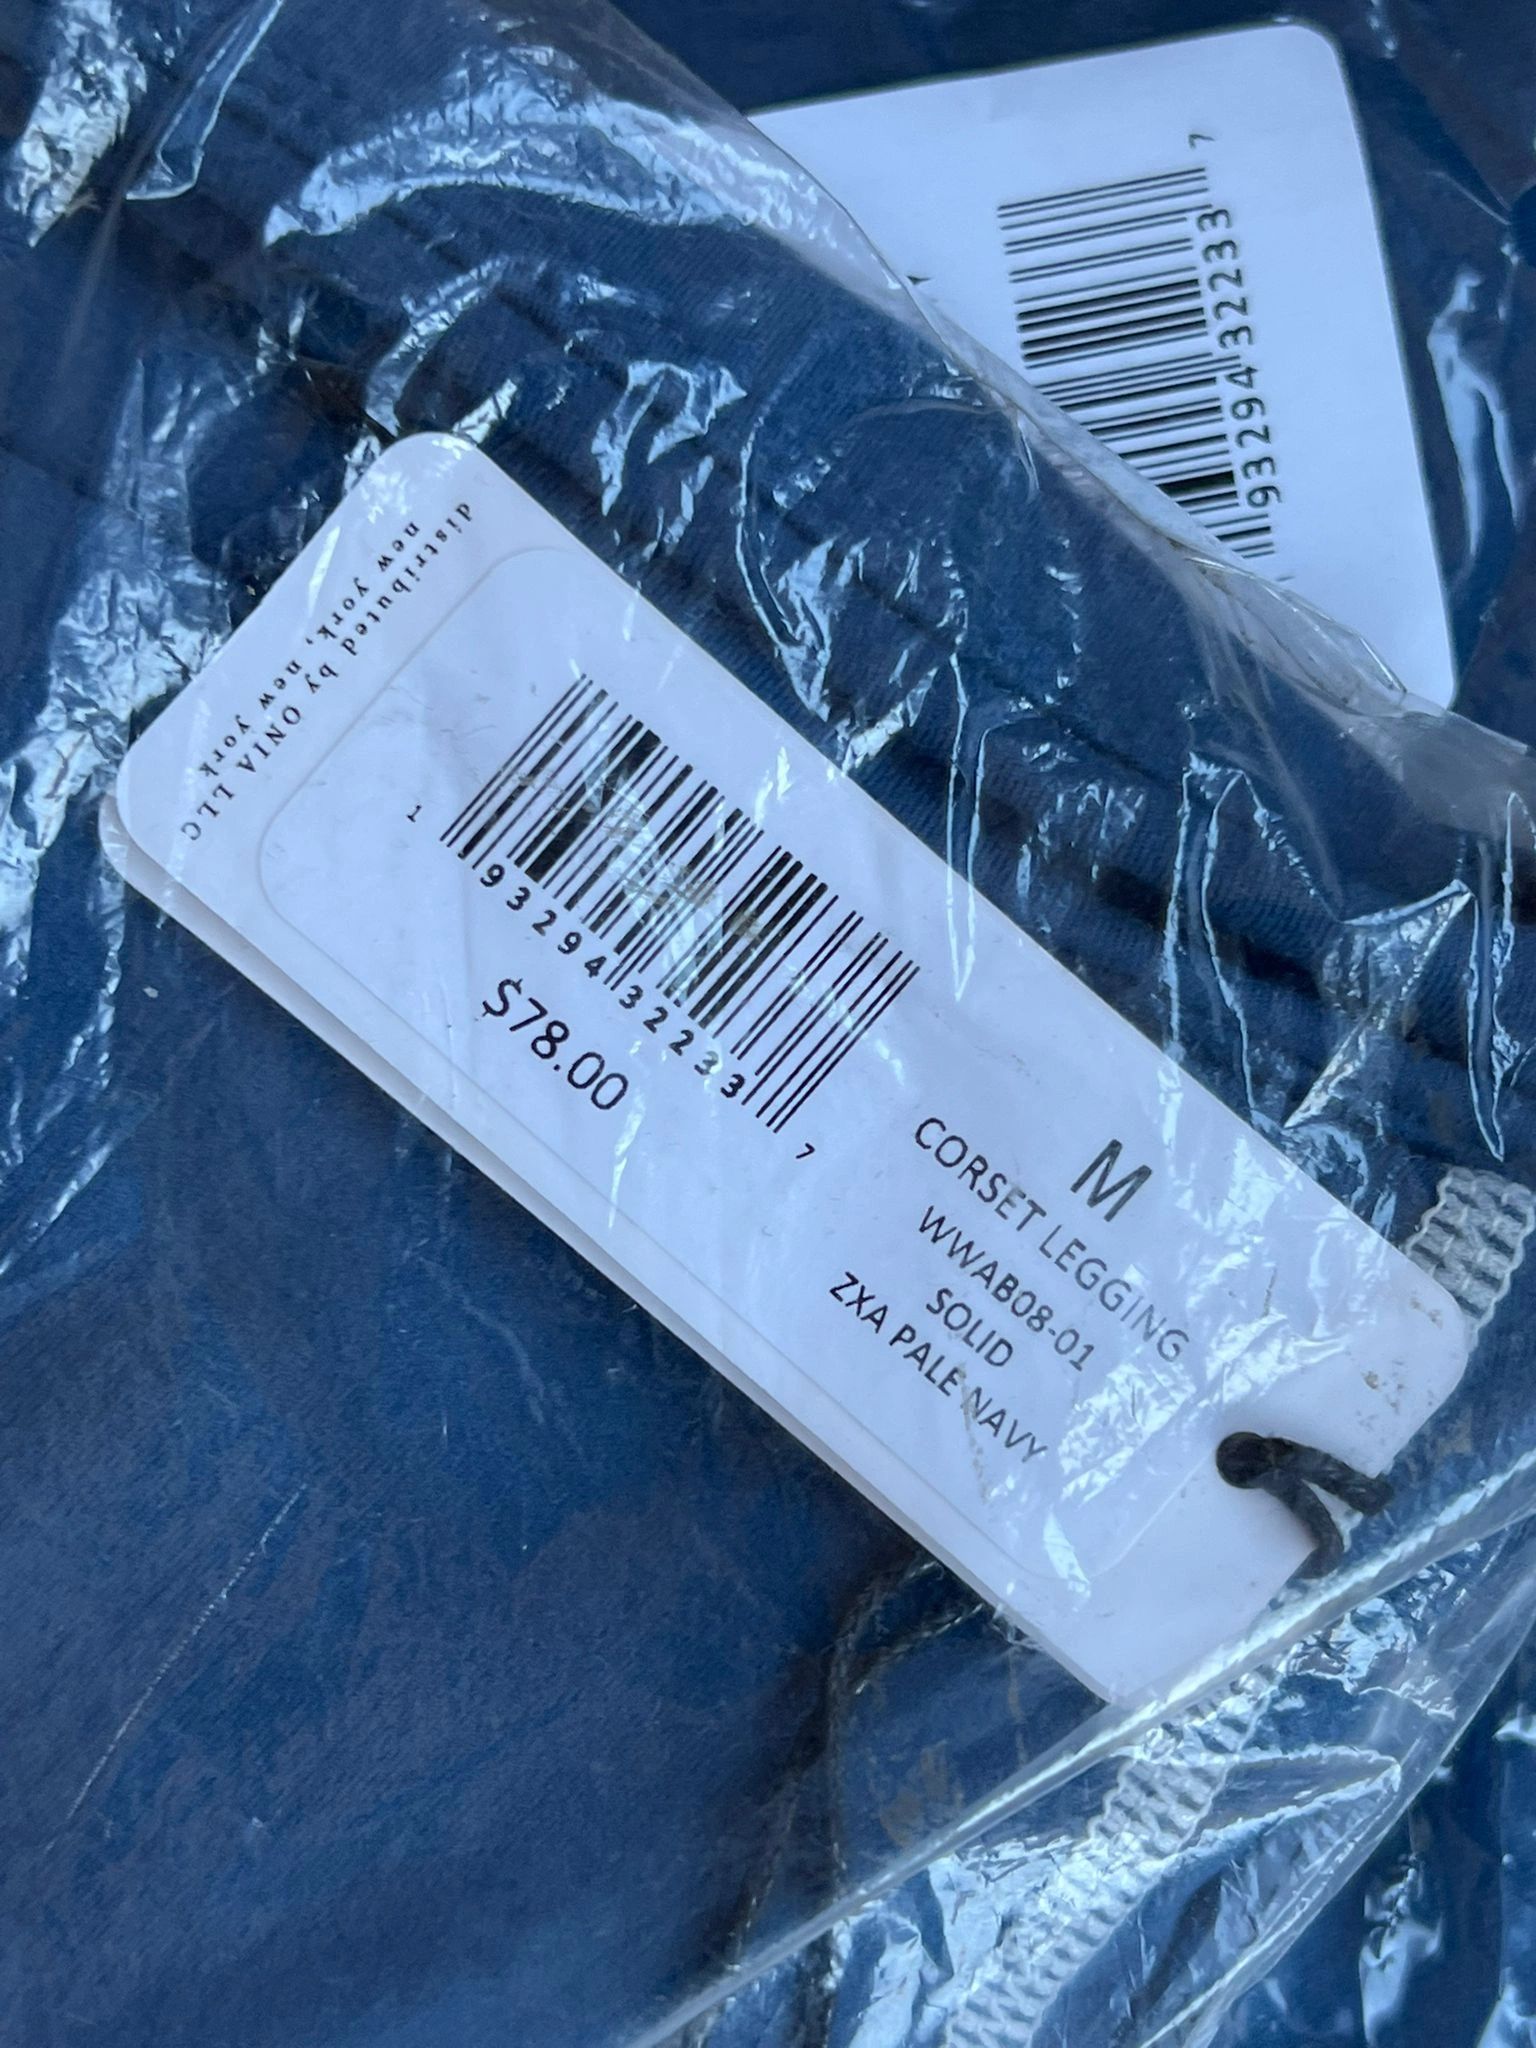 7
93294 32233
distributed by ONIA LLC
new york, new york
1 93294 32233 7
$78.00
M
CORSET LEGGING
WWAB08-01
SOLID
ZXA PALE NAVY